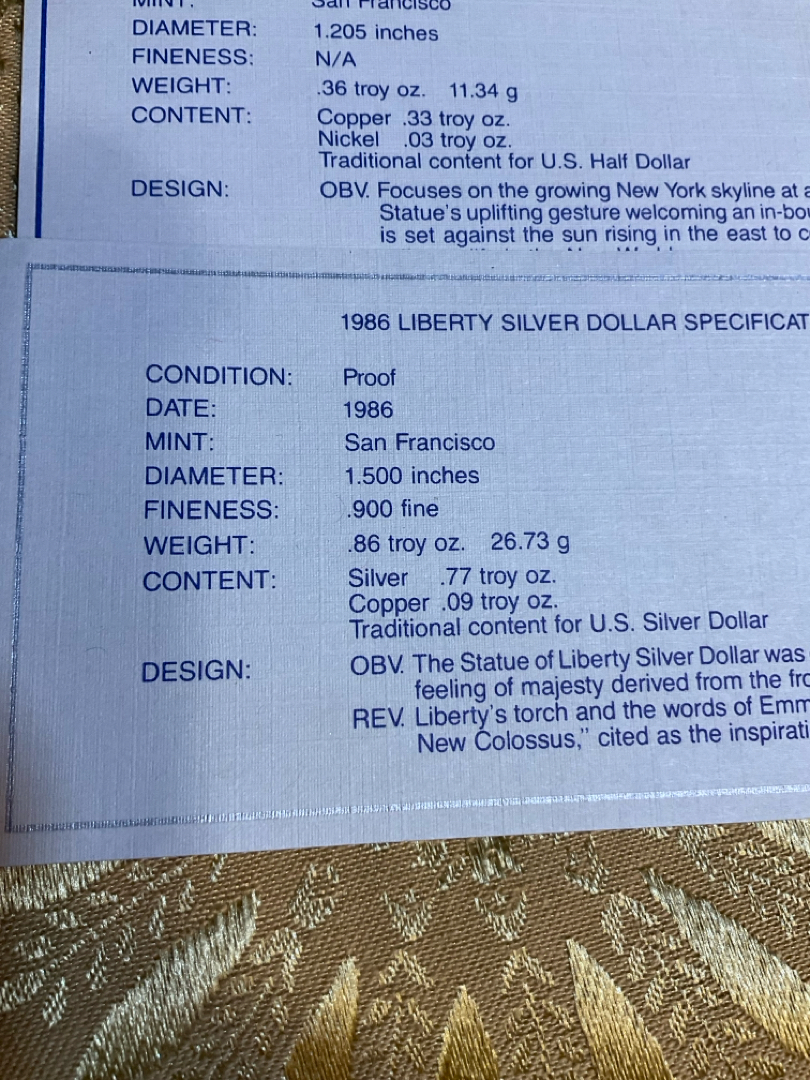 MINT: San Francisco
DIAMETER: 1.205 inches
FINENESS: N/A
WEIGHT: .36 troy oz. 11.34 g
CONTENT: Copper .33 troy oz.
Nickel .03 troy oz.
Traditional content for U.S. Half Dollar
DESIGN: OBV. Focuses on the growing New York skyline at
Statue's uplifting gesture welcoming an
is set against the sun rising in the east to
1986 LIBERTY SILVER DOLLAR
CONDITION: Proof
DATE: 1986
MINT: San Francisco
DIAMETER: 1.500 inches
FINENESS: .900 fine
WEIGHT: .86 troy oz. 26.73 g
CONTENT: Silver .77 troy oz.
Copper .09 troy oz.
Traditional content for U.S. Silver Dollar
DESIGN: OBV. The Statue of Liberty Silver Dollar was
feeling of majesty derived from the
REV. Liberty's torch and the words of
New Colossus," cited as the